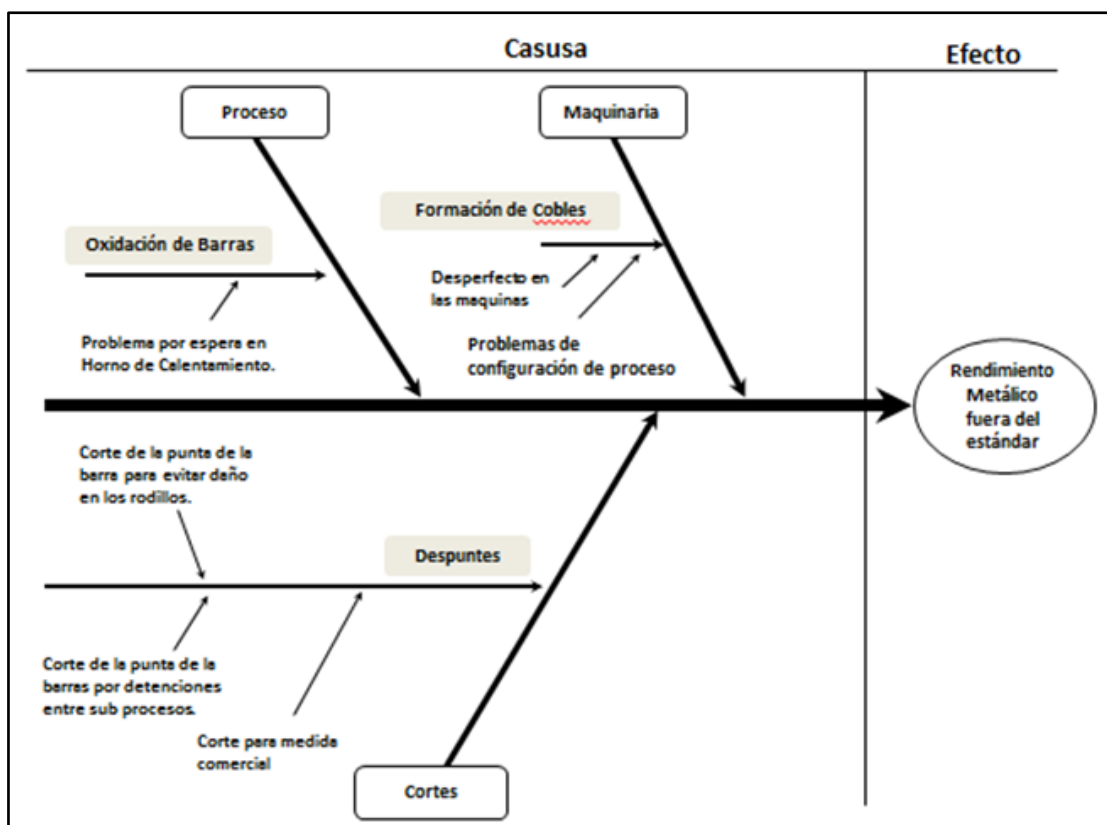 Casusa
Efecto
Proceso
Maquinaria
Formación de Cobles
Oxidación de Barras
Desperfecto en
las maquinas
Problema por espera en
Horno de Calentamiento.
Problemas de
configuración de proceso
Rendimiento
Metálico
fuera del
estándar
Corte de la punta de la
barra para evitar daño
en los rodillos.
Despuntes
Corte de la punta de la
barras por detenciones
entre sub procesos.
Corte para medida
comercial
Cortes